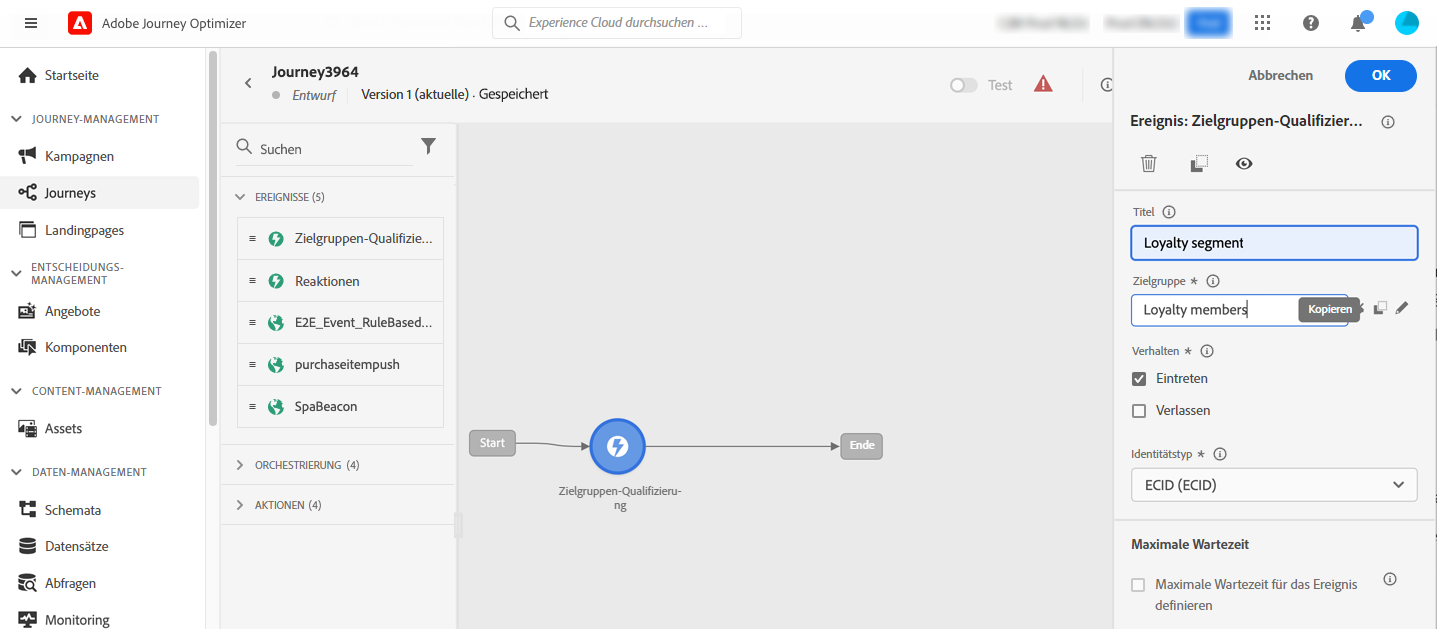 Adobe Journey Optimizer
Experience Cloud durchsuchen ...
Startseite
JOURNEY-MANAGEMENT
Kampagnen
Journeys
Landingpages
ENTSCHEIDUNGS-
MANAGEMENT
Angebote
Komponenten
CONTENT-MANAGEMENT
Assets
DATEN-MANAGEMENT
Schemata
Datensätze
Abfragen
Monitoring
Journey3964
Entwurf
Version 1 (aktuelle) . Gespeichert
Test
Suchen
EREIGNISSE (5)
Zielgruppen-Qualifizie...
Reaktionen
E2E_Event_RuleBased...
purchaseitempush
SpaBeacon
ORCHESTRIERUNG (4)
AKTIONEN (4)
Start
Zielgruppen-Qualifizieru-
ng
Ende
Abbrechen
OK
Ereignis: Zielgruppen-Qualifizier...
Titel
Loyalty segment
Zielgruppe *
Loyalty members
Kopieren
Verhalten *
Eintreten
Verlassen
Identitätstyp *
ECID (ECID)
Maximale Wartezeit
Maximale Wartezeit für das Ereignis
definieren